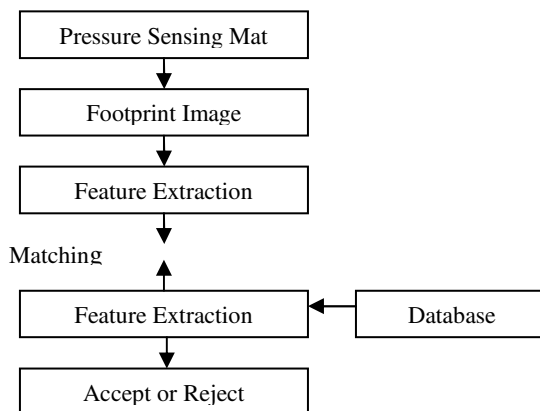 Pressure Sensing Mat
Footprint Image
Feature Extraction
Matching
Feature Extraction
Database
Accept or Reject